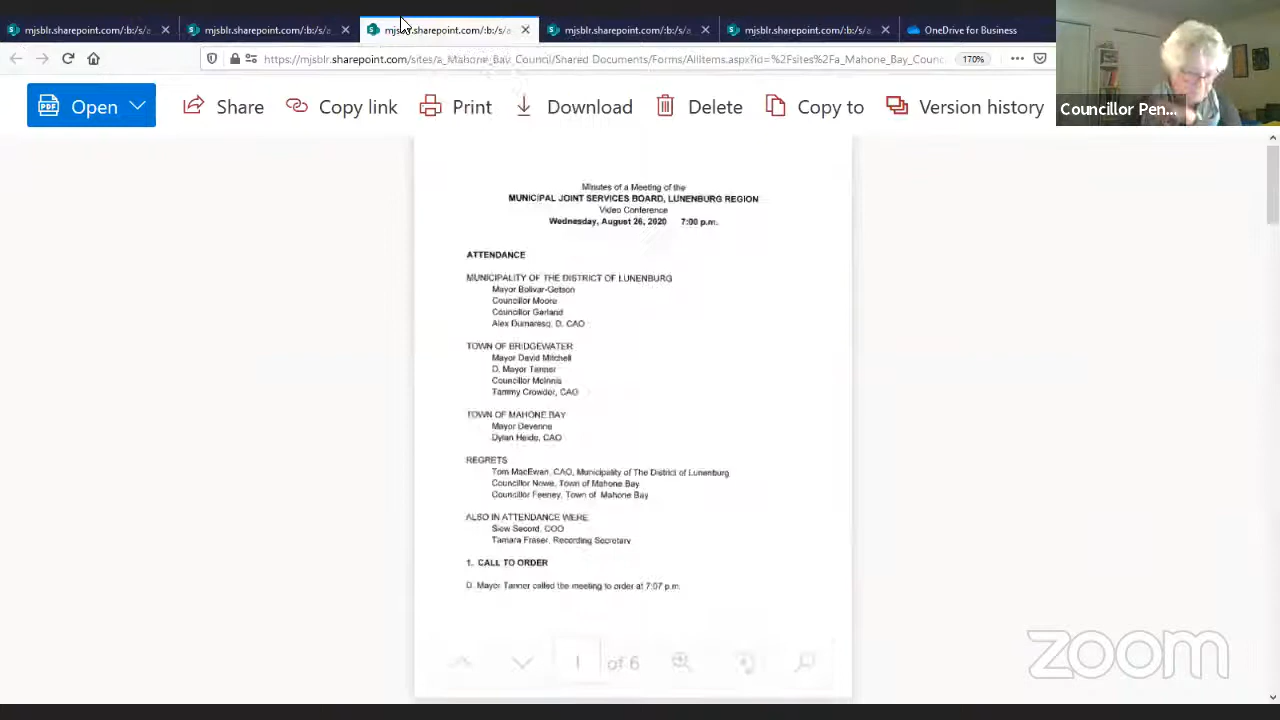 mjsblr.sharepoint.com/:b:/s/a
mjsblr.sharepoint.com/:b:/s/a
mjsblr.sharepoint.com/:b:/s/a
mjsblr.sharepoint.com/:b:/s/a
mjsblr.sharepoint.com/:b:/s/a
OneDrive for Business
https://mjsblr.sharepoint.com/sites/a_Mahone_Bay_Council/Shared Documents/Forms/AllItems.aspx?id=%2Fsites%2Fa_Mahone_Bay_Counc
170%
PDF Open
Share
Copy link
Print
Download
Delete
Copy to
Version history
Councillor Pen...
Minutes of a Meeting of the
MUNICIPAL JOINT SERVICES BOARD, LUNENBURG REGION
Video Conference
Wednesday, August 26, 2020 7:00 p.m.
ATTENDANCE
MUNICIPALITY OF THE DISTRICT OF LUNENBURG
Mayor Bolivar-Getson
Councillor Moore
Councillor Garland
Alex Dumaresq, D. CAO
TOWN OF BRIDGEWATER
Mayor David Mitchell
D. Mayor Tanner
Councillor McInnis
Tammy Crowder, CAO
TOWN OF MAHONE BAY
Mayor Devenne
Dylan Heide, CAO
REGRETS
Tom MacEwan, CAO, Municipality of The District of Lunenburg
Councillor Nowe, Town of Mahone Bay
Councillor Feeney, Town of Mahone Bay
ALSO IN ATTENDANCE WERE
Siew Secord, COO
Tamara Fraser, Recording Secretary
1. CALL TO ORDER
D. Mayor Tanner called the meeting to order at 7:07 p.m.
1 of 6
zoom